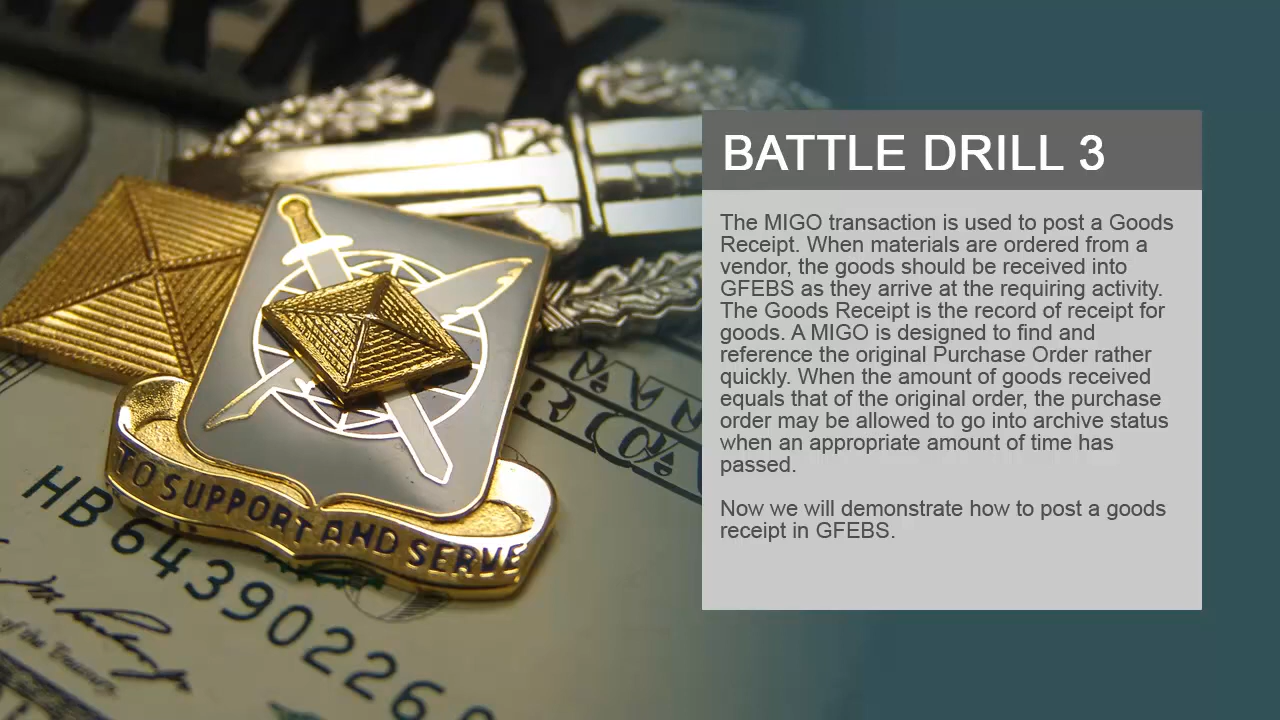 ARMY
BATTLE DRILL 3
The MIGO transaction is used to post a Goods
Receipt. When materials are ordered from a
vendor, the goods should be received into
GFEBS as they arrive at the requiring activity.
The Goods Receipt is the record of receipt for
goods. A MIGO is designed to find and
reference the original Purchase Order rather
quickly. When the amount of goods received
equals that of the original order, the purchase
order may be allowed to go into archive status
when an appropriate amount of time has
passed.
Now we will demonstrate how to post a goods
receipt in GFEBS.
TO SUPPORT AND SERVE
HB 64390226
of the Treasury